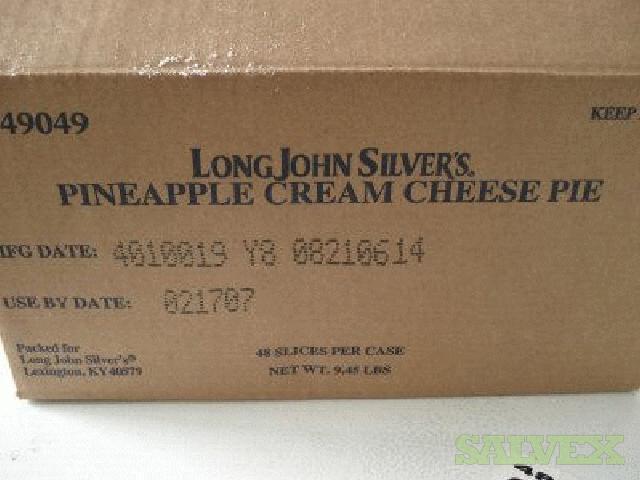 49049
KEEP
LONG JOHN SILVER'S.
PINEAPPLE CREAM CHEESE PIE
MFG DATE: 4010019 Y8 08210614
USE BY DATE: 021707
Packed for
Long John Silver's®
Lexington, KY 40579
48 SLICES PER CASE
NET WT. 9.45 LBS
SALVEX